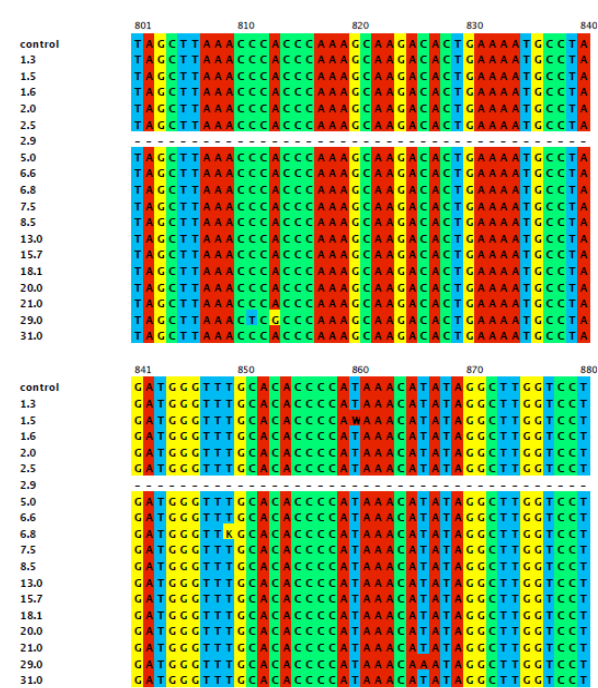 801 810 820 830 840
control TAGCTTAAACCCACCCAAAGCAAGACACTGAAAATGCCTA
1.3 TAGCTTAAACCCACCCAAAGCAAGACACTGAAAATGCCTA
1.5 TAGCTTAAACCCACCCAAAGCAAGACACTGAAAATGCCTA
1.6 TAGCTTAAACCCACCCAAAGCAAGACACTGAAAATGCCTA
2.0 TAGCTTAAACCCACCCAAAGCAAGACACTGAAAATGCCTA
2.5 TAGCTTAAACCCACCCAAAGCAAGACACTGAAAATGCCTA
2.9 ----------------------------------------
5.0 TAGCTTAAACCCACCCAAAGCAAGACACTGAAAATGCCTA
6.6 TAGCTTAAACCCACCCAAAGCAAGACACTGAAAATGCCTA
6.8 TAGCTTAAACCCACCCAAAGCAAGACACTGAAAATGCCTA
7.5 TAGCTTAAACCCACCCAAAGCAAGACACTGAAAATGCCTA
8.5 TAGCTTAAACCCACCCAAAGCAAGACACTGAAAATGCCTA
13.0 TAGCTTAAACCCACCCAAAGCAAGACACTGAAAATGCCTA
15.7 TAGCTTAAACCCACCCAAAGCAAGACACTGAAAATGCCTA
18.1 TAGCTTAAACCCACCCAAAGCAAGACACTGAAAATGCCTA
20.0 TAGCTTAAACCCACCCAAAGCAAGACACTGAAAATGCCTA
21.0 TAGCTTAAACCCACCCAAAGCAAGACACTGAAAATGCCTA
29.0 TAGCTTAAACTCGCCCAAAGCAAGACACTGAAAATGCCTA
31.0 TAGCTTAAACCCACCCAAAGCAAGACACTGAAAATGCCTA
841 850 860 870 880
control GATGGGTTTGCACACCCCATAAACATATAGGCTTGGTCCT
1.3 GATGGGTTTGCACACCCCATAAACATATAGGCTTGGTCCT
1.5 GATGGGTTTGCACACCCCAWAAACATATAGGCTTGGTCCT
1.6 GATGGGTTTGCACACCCCATAAACATATAGGCTTGGTCCT
2.0 GATGGGTTTGCACACCCCATAAACATATAGGCTTGGTCCT
2.5 GATGGGTTTGCACACCCCATAAACATATAGGCTTGGTCCT
2.9 ----------------------------------------
5.0 GATGGGTTTGCACACCCCATAAACATATAGGCTTGGTCCT
6.6 GATGGGTTTGCACACCCCATAAACATATAGGCTTGGTCCT
6.8 GATGGGTTKGCACACCCCATAAACATATAGGCTTGGTCCT
7.5 GATGGGTTTGCACACCCCATAAACATATAGGCTTGGTCCT
8.5 GATGGGTTTGCACACCCCATAAACATATAGGCTTGGTCCT
13.0 GATGGGTTTGCACACCCCATAAACATATAGGCTTGGTCCT
15.7 GATGGGTTTGCACACCCCATAAACATATAGGCTTGGTCCT
18.1 GATGGGTTTGCACACCCCATAAACATATAGGCTTGGTCCT
20.0 GATGGGTTTGCACACCCCATAAACATATAGGCTTGGTCCT
21.0 GATGGGTTTGCACACCCCATAAACATATAGGCTTGGTCCT
29.0 GATGGGTTTGCACACCCCATAAACAAATAGGCTTGGTCCT
31.0 GATGGGTTTGCACACCCCATAAACATATAGGCTTGGTCCT